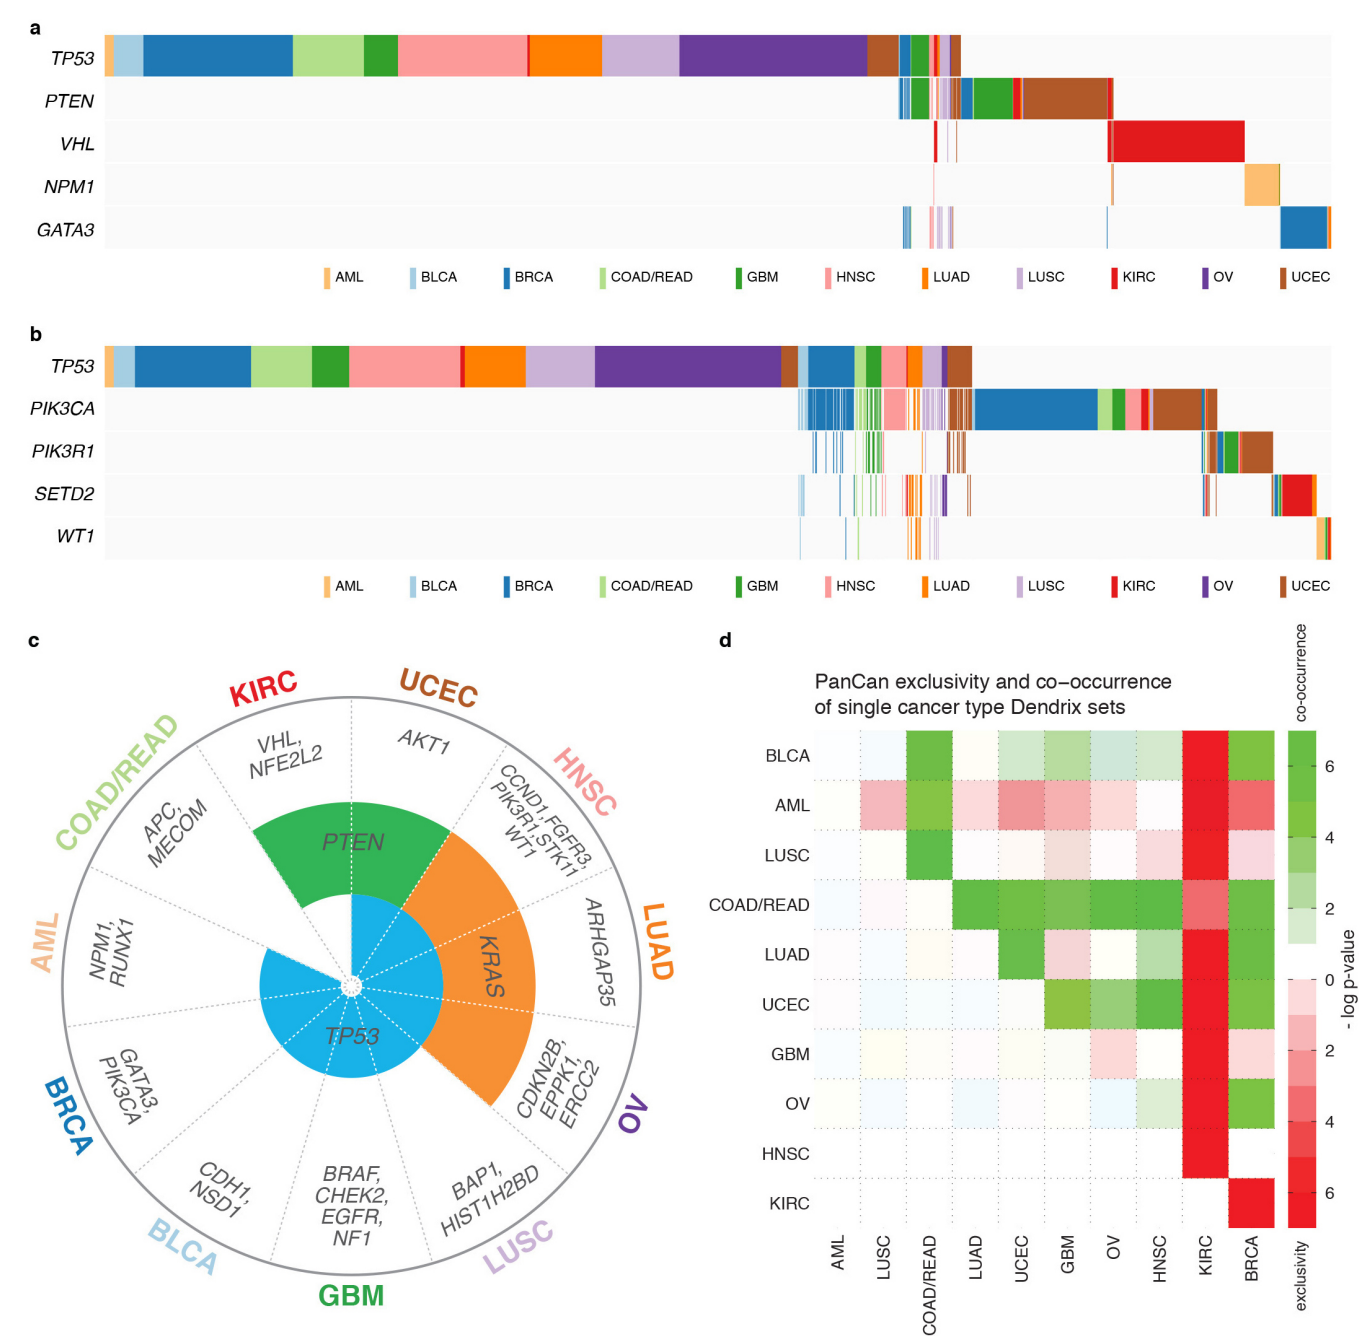 a
TP53
PTEN
VHL
NPM1
GATA3
AML BLCA BRCA COAD/READ GBM HNSC LUAD LUSC KIRC OV UCEC
b
TP53
PIK3CA
PIK3R1
SETD2
WT1
AML BLCA BRCA COAD/READ GBM HNSC LUAD LUSC KIRC OV UCEC
c
KIRC
VHL,
NFE2L2
UCEC
AKT1
HNSC
CCND1,FGFR3,
PIK3R1,STK11
WT1
LUAD
ARHGAP35
OV
CDKN2B,
EPPK1,
ERCC2
LUSC
BAP1,
HIST1H2BD
GBM
BRAF,
CHEK2,
EGFR,
NF1
BLCA
CDH1,
NSD1
BRCA
GATA3,
PIK3CA
AML
NPM1,
RUNX1
COAD/READ
APC,
MECOM
PTEN
KRAS
TP53
d
PanCan exclusivity and co-occurrence
of single cancer type Dendrix sets
BLCA
AML
LUSC
COAD/READ
LUAD
UCEC
GBM
OV
HNSC
KIRC
AML LUSC COAD/READ LUAD UCEC GBM OV HNSC KIRC BRCA
co-occurrence
6
4
2
0
2
4
6
- log p-value
exclusivity